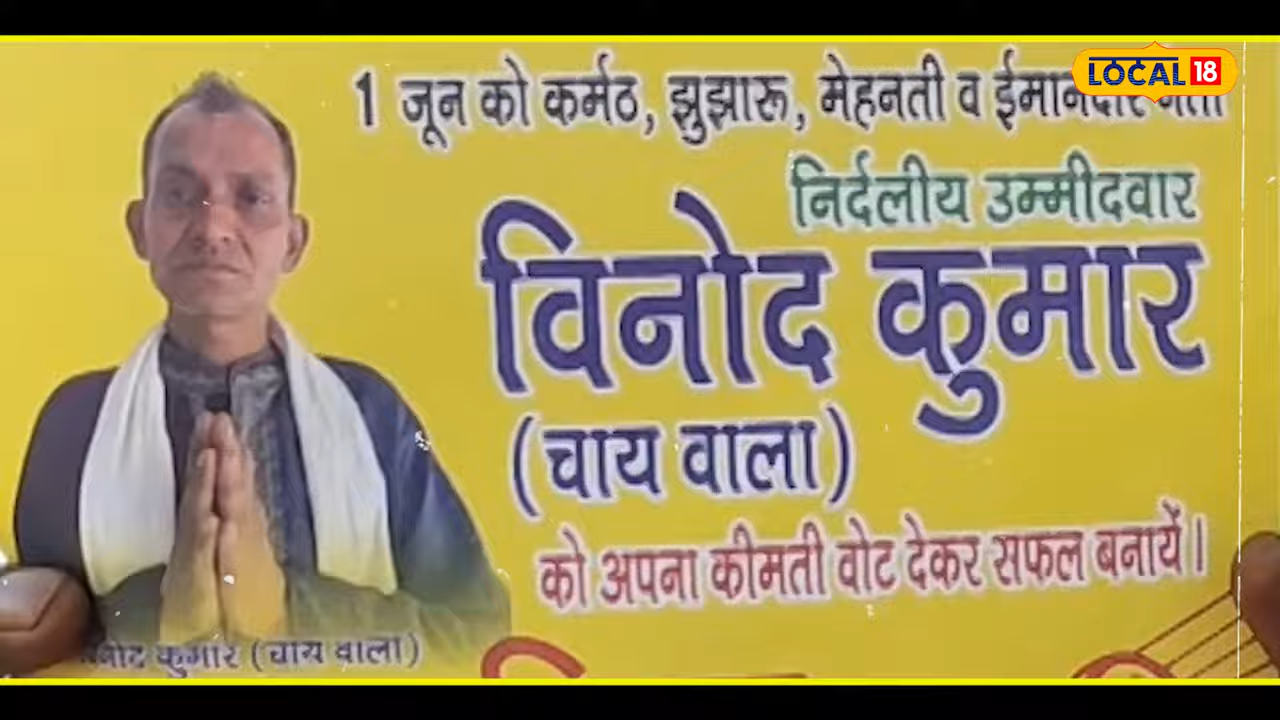 LOCAL 18
1 जून को कर्मठ, झुझारू, मेहनती व ईमानदार
निर्दलीय उम्मीदवार
विनोद कुमार
(चाय वाला)
को अपना कीमती वोट देकर सफल बनायें।
कुमार (चाय वाला)